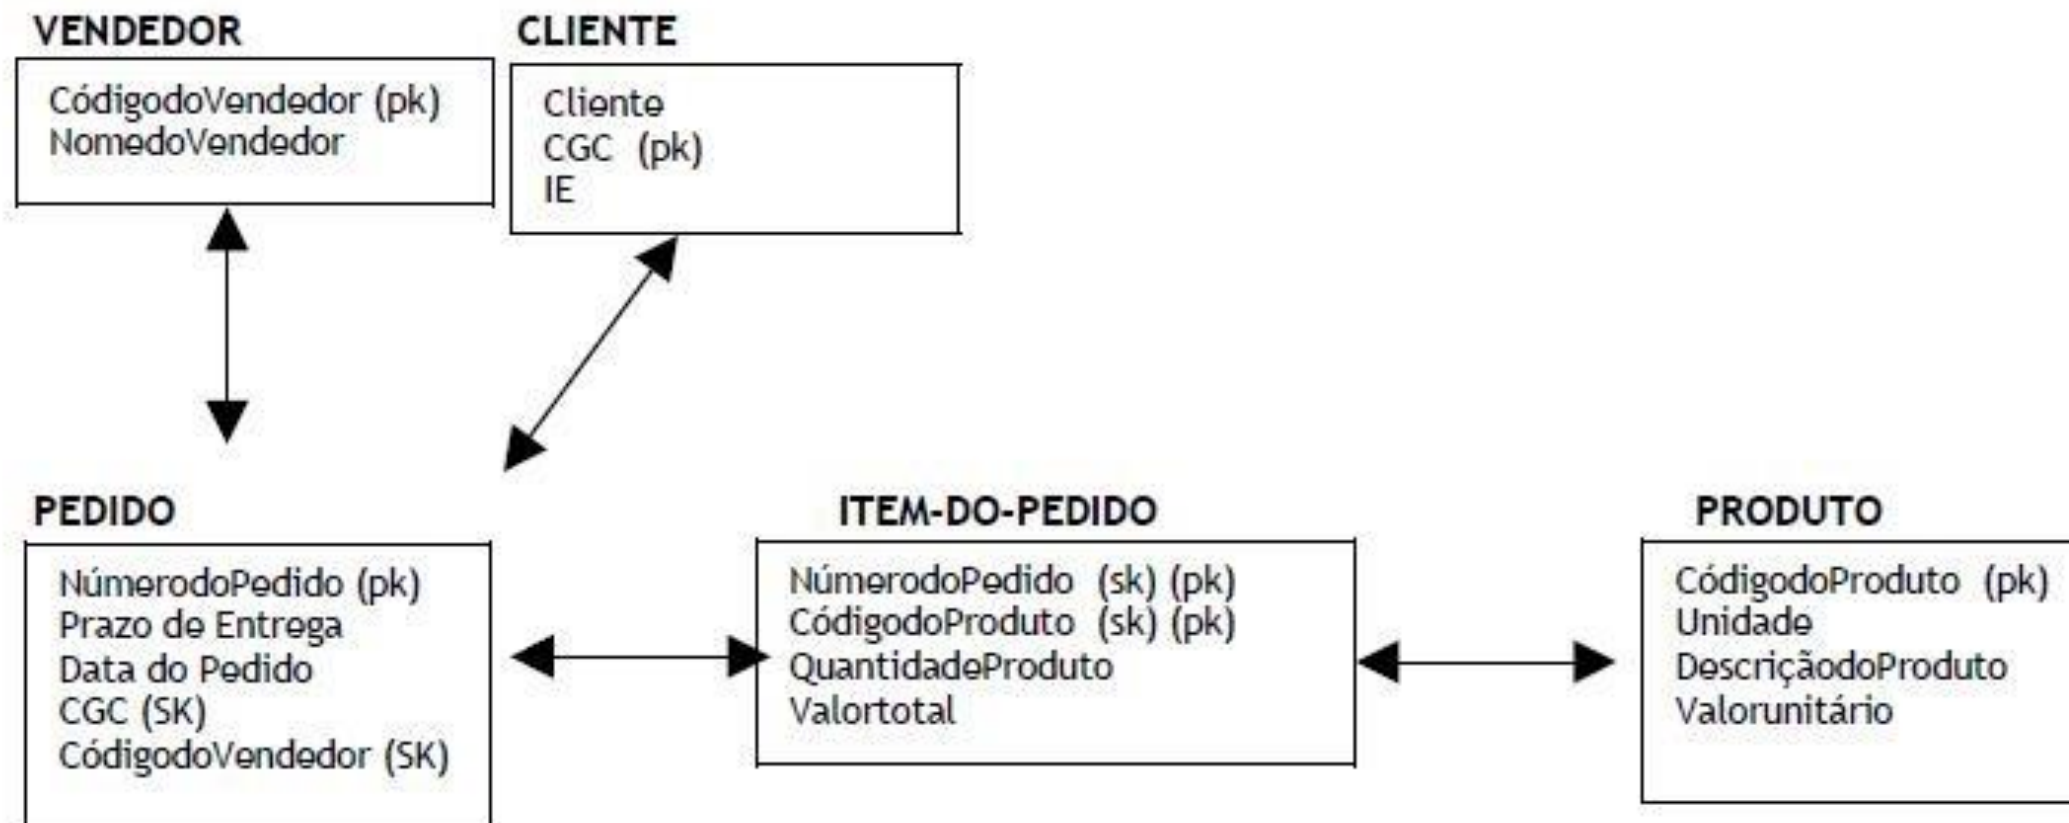 VENDEDOR
CódigodoVendedor (pk)
NomedoVendedor
CLIENTE
Cliente
CGC (pk)
IE
PEDIDO
NúmerodoPedido (pk)
Prazo de Entrega
Data do Pedido
CGC (SK)
CódigodoVendedor (SK)
ITEM-DO-PEDIDO
NúmerodoPedido (sk) (pk)
CódigodoProduto (sk) (pk)
QuantidadeProduto
Valortotal
PRODUTO
CódigodoProduto (pk)
Unidade
DescriçãodoProduto
Valorunitário